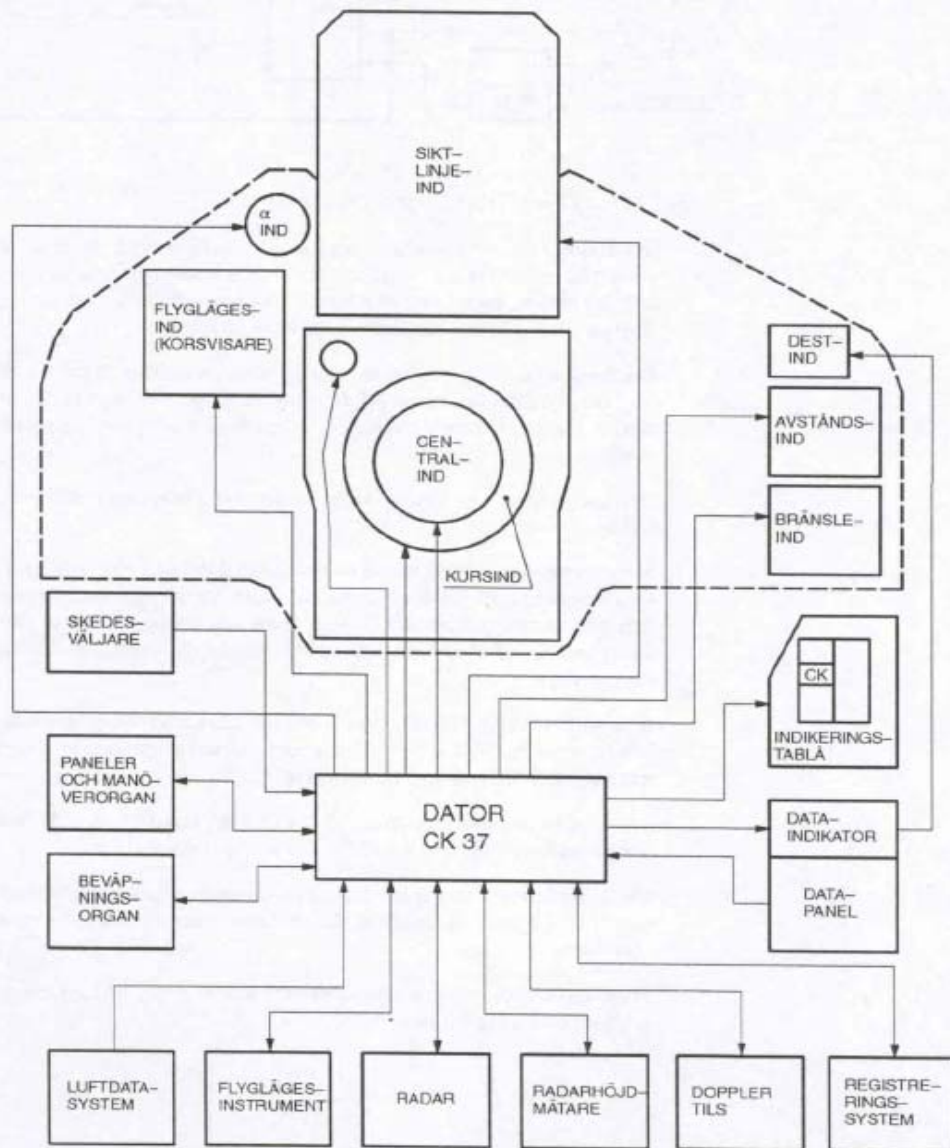 SIKT-
LINJE-
IND
α
IND
FLYGLÄGES-
IND
(KORSVISARE)
DEST-
IND
AVSTÅNDS-
IND
CEN-
TRAL-
IND
BRÄNSLE-
IND
KURSIND
SKEDES-
VÄLJARE
CK
INDIKERINGS-
TABLÅ
PANELER
OCH MANÖ-
VERORGAN
DATOR
CK 37
DATA-
INDIKATOR
BEVÄP-
NINGS-
ORGAN
DATA-
PANEL
LUFTDATA-
SYSTEM
FLYGLÄGES-
INSTRUMENT
RADAR
RADARHÖJD-
MÄTARE
DOPPLER
TILS
REGISTRE-
RINGS-
SYSTEM